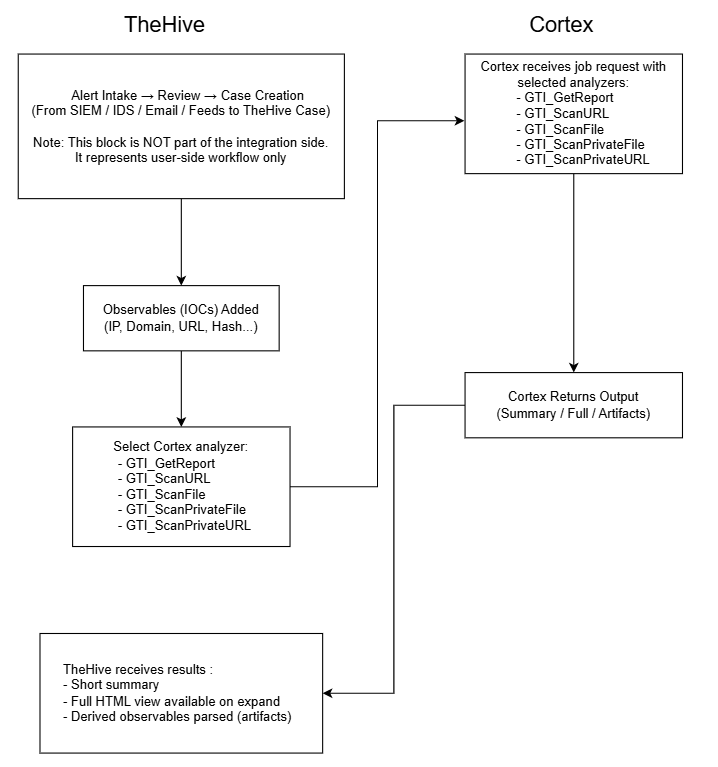 TheHive
Cortex
Alert Intake → Review → Case Creation
(From SIEM / IDS / Email / Feeds to TheHive Case)
Note: This block is NOT part of the integration side.
It represents user-side workflow only
Observables (IOCs) Added
(IP, Domain, URL, Hash...)
Select Cortex analyzer:
- GTI_GetReport
- GTI_ScanURL
- GTI_ScanFile
- GTI_ScanPrivateFile
- GTI_ScanPrivateURL
Cortex receives job request with
selected analyzers:
- GTI_GetReport
- GTI_ScanURL
- GTI_ScanFile
- GTI_ScanPrivateFile
- GTI_ScanPrivateURL
Cortex Returns Output
(Summary / Full / Artifacts)
TheHive receives results :
- Short summary
- Full HTML view available on expand
- Derived observables parsed (artifacts)